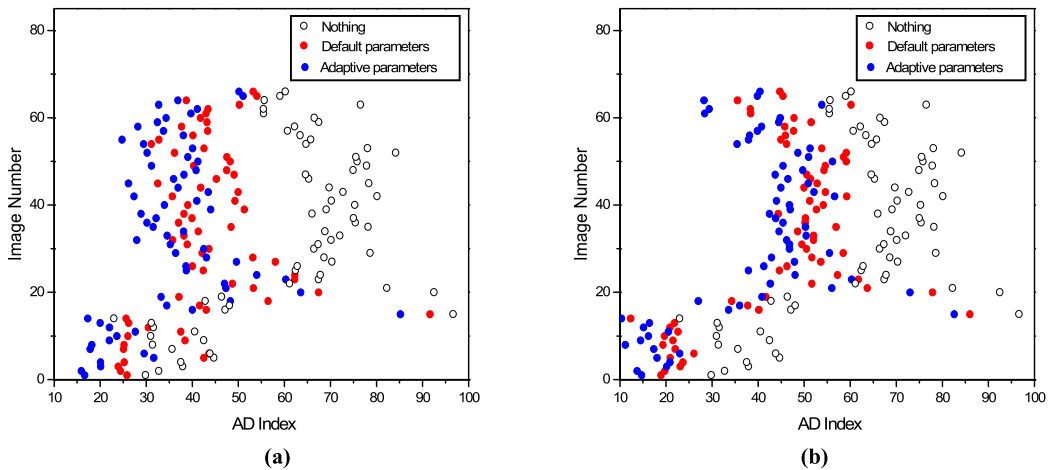 Nothing
Default parameters
Adaptive parameters
80
60
40
20
0
Image Number
10 20 30 40 50 60 70 80 90 100
AD Index
(a)
Nothing
Default parameters
Adaptive parameters
80
60
40
20
0
Image Number
10 20 30 40 50 60 70 80 90 100
AD Index
(b)